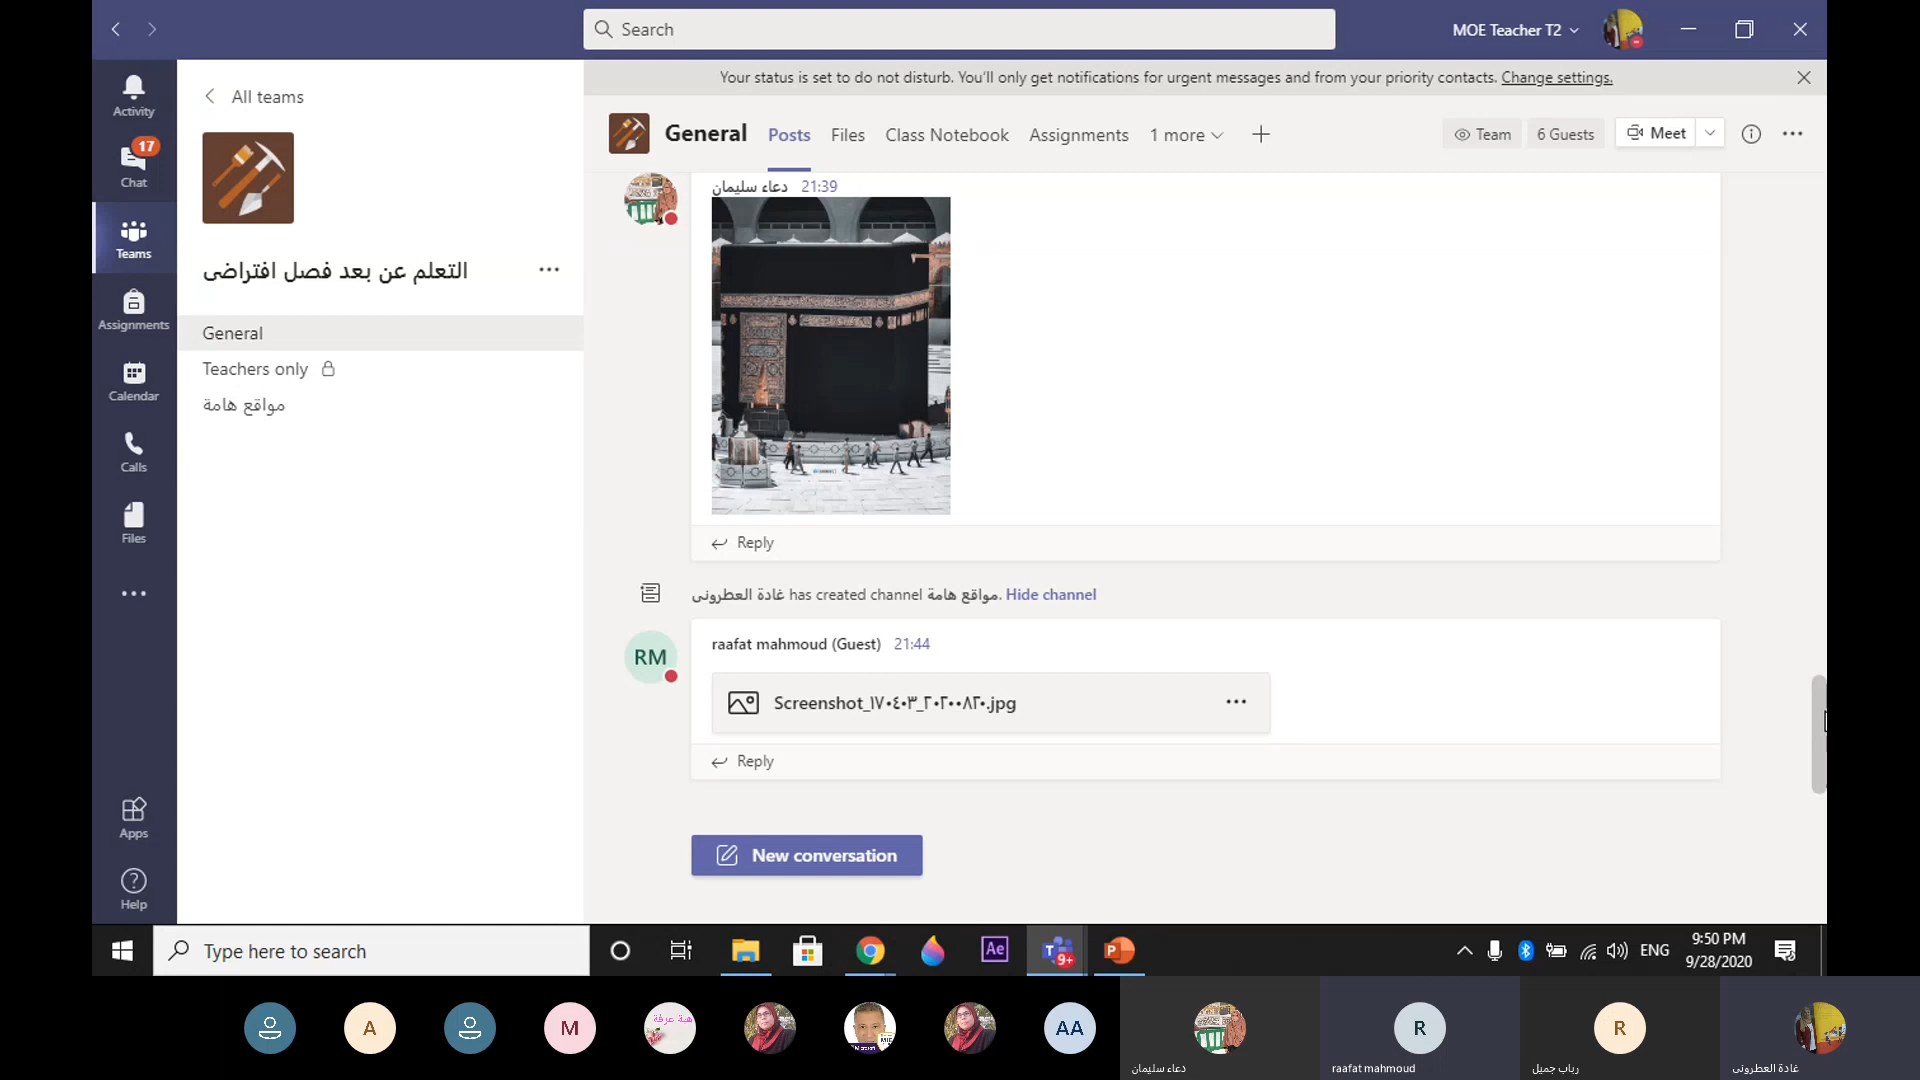 Search
MOE Teacher T2
Your status is set to do not disturb. You'll only get notifications for urgent messages and from your priority contacts. Change settings.
Activity
17
Chat
Teams
Assignments
Calendar
Calls
Files
Apps
Help
All teams
التعلم عن بعد فصل افتراضى
General
Teachers only
مواقع هامة
General
Posts
Files
Class Notebook
Assignments
1 more
Team
6 Guests
Meet
دعاء سليمان 21:39
Reply
غادة العطرونى has created channel مواقع هامة. Hide channel
RM
raafat mahmoud (Guest) 21:44
Screenshot_١٧٠٤٠٣_٢٠٢٠٠٨٢٠.jpg
Reply
New conversation
Type here to search
Ae
9+
ENG
9:50 PM
9/28/2020
A
M
هبة عرفة
AA
R
R
دعاء سليمان
raafat mahmoud
رباب جميل
غادة العطرونى